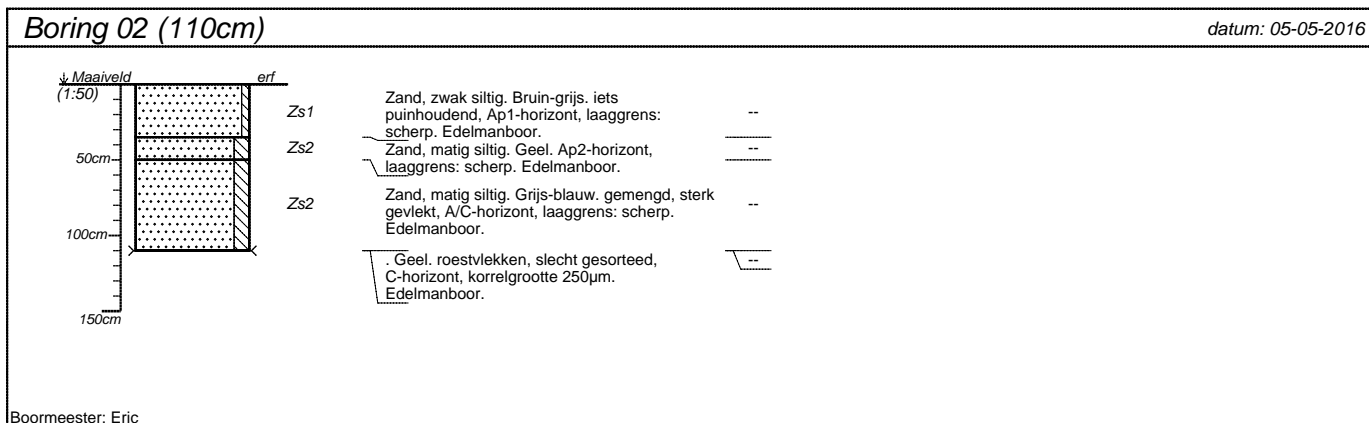 Boring 02 (110cm)
datum: 05-05-2016
Maaiveld
erf
(1:50)
Zs1
Zand, zwak siltig. Bruin-grijs. iets
puinhoudend, Ap1-horizont, laaggrens:
scherp. Edelmanboor.
--
Zs2
Zand, matig siltig. Geel. Ap2-horizont,
laaggrens: scherp. Edelmanboor.
--
50cm
Zs2
Zand, matig siltig. Grijs-blauw. gemengd, sterk
gevlekt, A/C-horizont, laaggrens: scherp.
Edelmanboor.
--
100cm
. Geel. roestvlekken, slecht gesorteed,
C-horizont, korrelgrootte 250µm.
Edelmanboor.
--
150cm
Boormeester: Eric